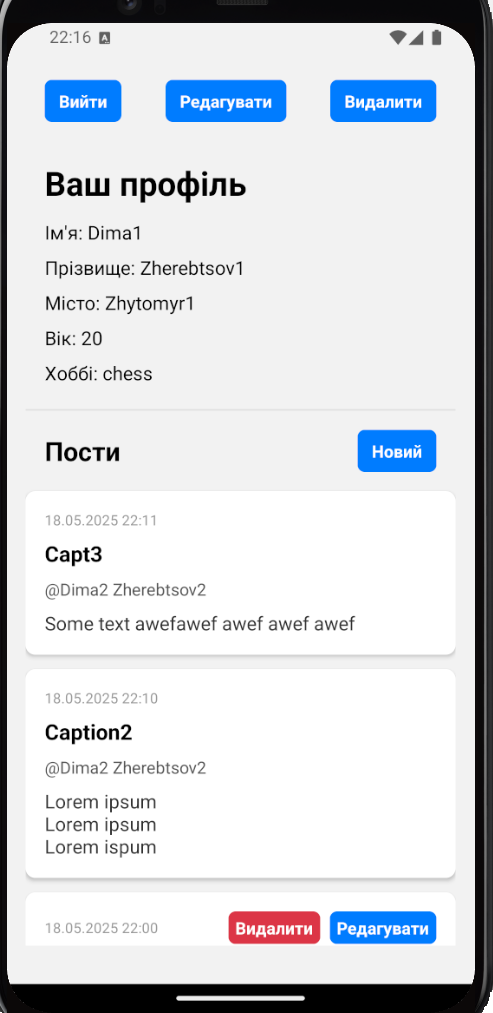 22:16
Вийти Редагувати Видалити
Ваш профіль
Ім'я: Dima1
Прізвище: Zherebtsov1
Місто: Zhytomyr1
Вік: 20
Хоббі: chess
Пости Новий
18.05.2025 22:11
Capt3
@Dima2 Zherebtsov2
Some text awefawef awef awef awef
18.05.2025 22:10
Caption2
@Dima2 Zherebtsov2
Lorem ipsum
Lorem ipsum
Lorem ispum
18.05.2025 22:00 Видалити Редагувати